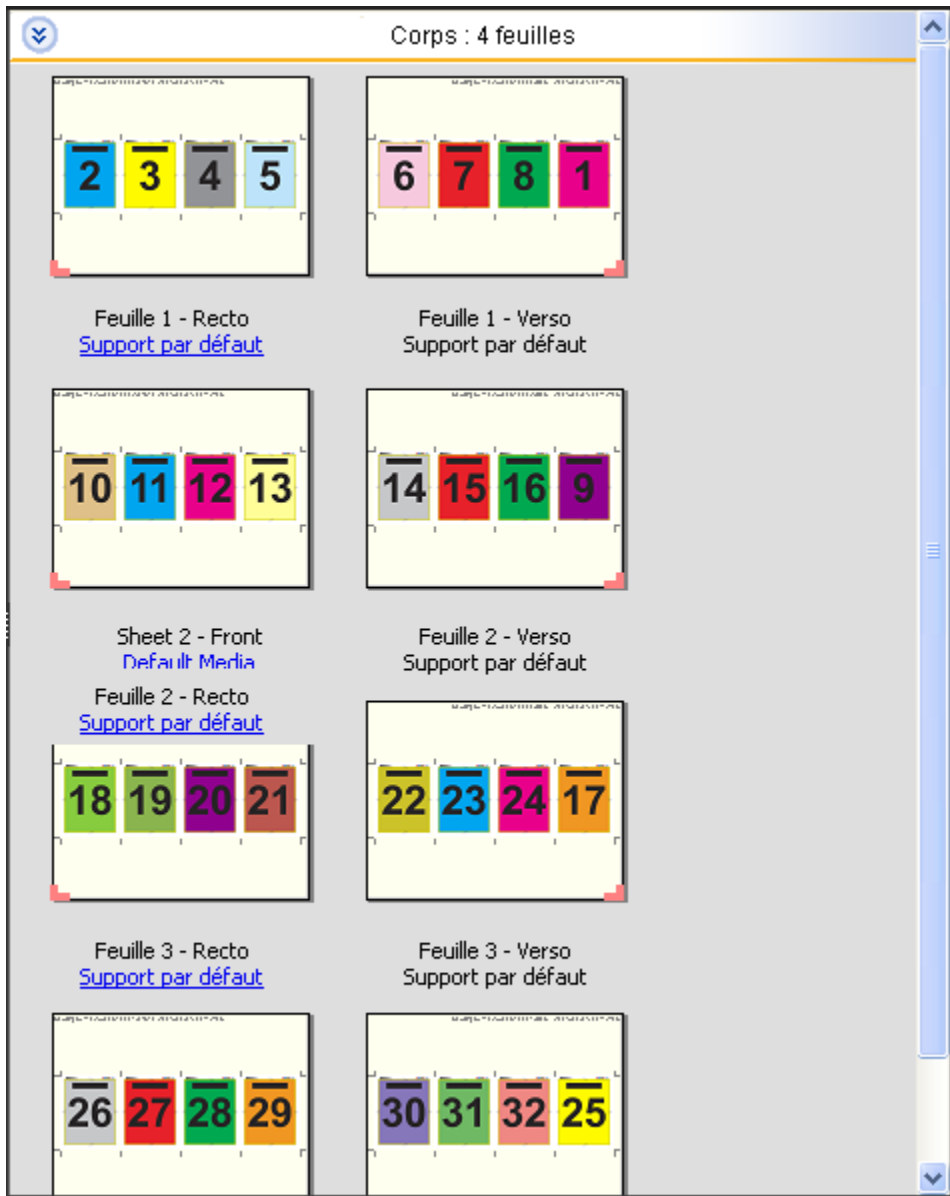 Corps : 4 feuilles
2 3 4 5
6 7 8 1
Feuille 1 - Recto
Support par défaut
Feuille 1 - Verso
Support par défaut
10 11 12 13
14 15 16 9
Sheet 2 - Front
Default Media
Feuille 2 - Recto
Support par défaut
Feuille 2 - Verso
Support par défaut
18 19 20 21
22 23 24 17
Feuille 3 - Recto
Support par défaut
Feuille 3 - Verso
Support par défaut
26 27 28 29
30 31 32 25